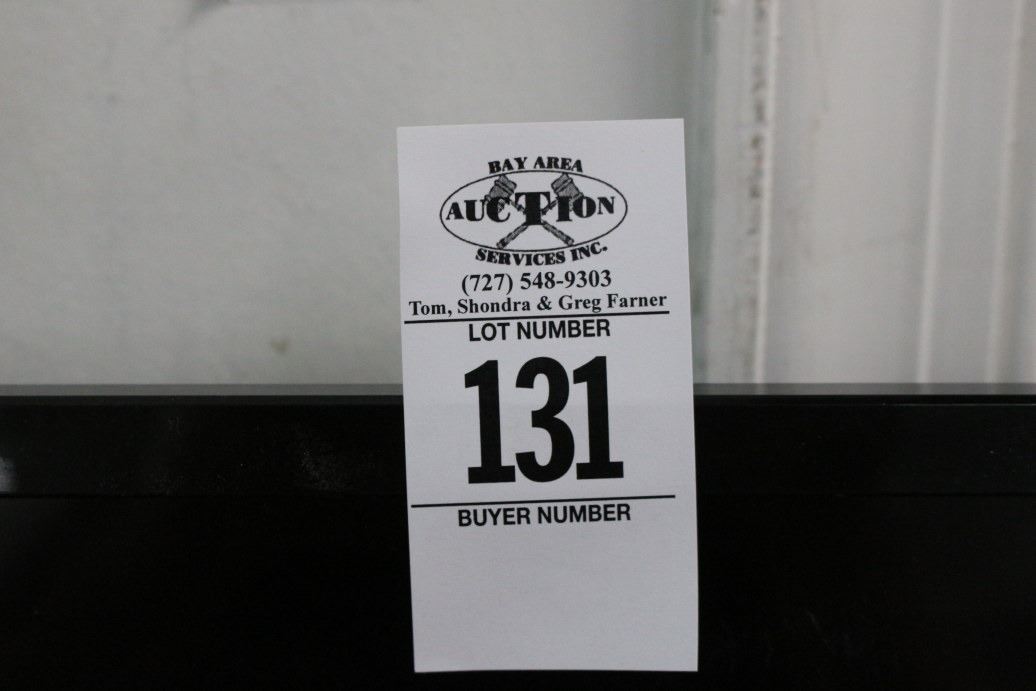 BAY AREA
AUCTION
SERVICES INC.
(727) 548-9303
Tom, Shondra & Greg Farner
LOT NUMBER
131
BUYER NUMBER